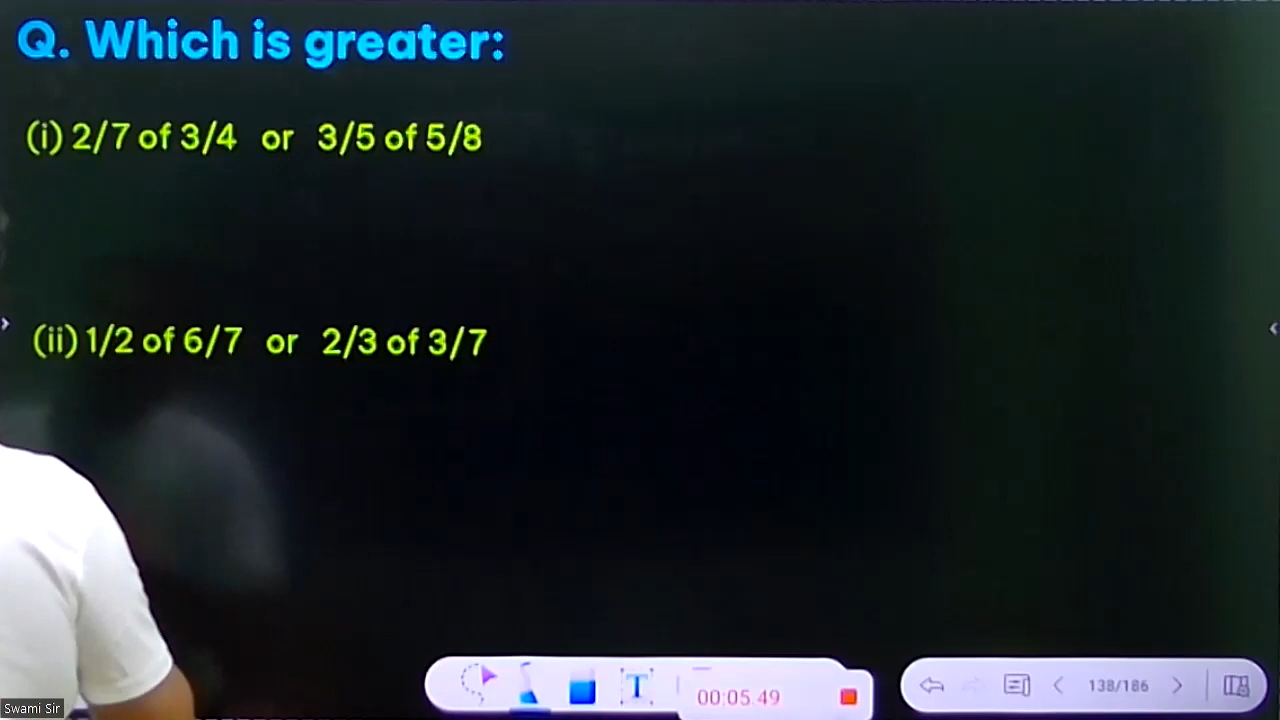 Q. Which is greater:
(i) 2/7 of 3/4 or 3/5 of 5/8
(ii) 1/2 of 6/7 or 2/3 of 3/7
T
00:05.49
138/186
Swami Sir